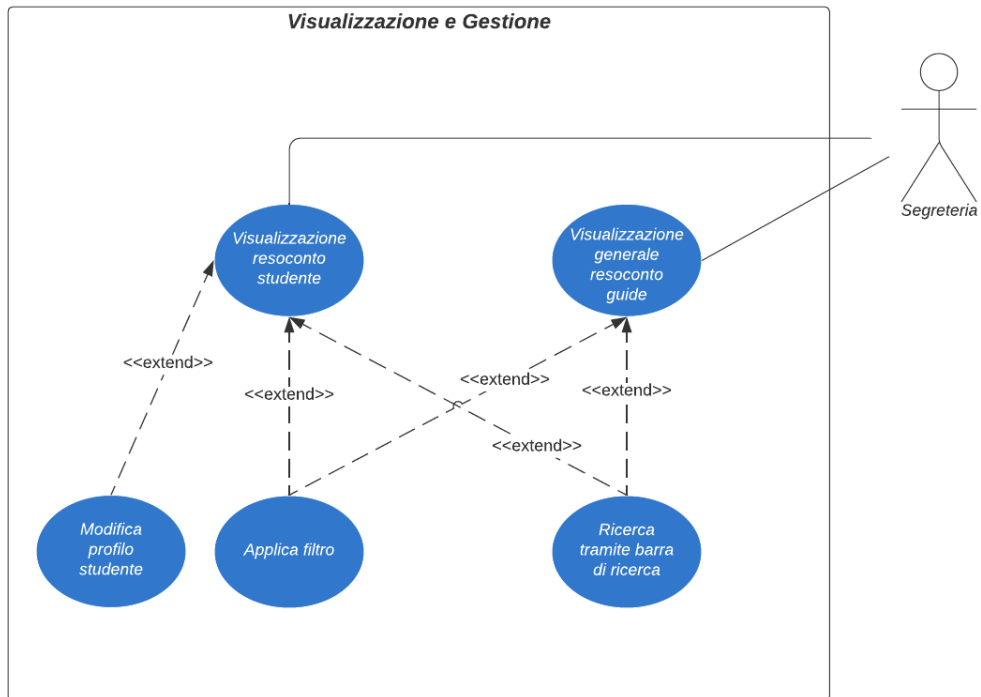 Visualizzazione e Gestione
Segreteria
Visualizzazione
resoconto
studente
Visualizzazione
generale
resoconto
guide
<<extend>>
<<extend>>
<<extend>>
<<extend>>
<<extend>>
Modifica
profilo
studente
Applica filtro
Ricerca
tramite barra
di ricerca